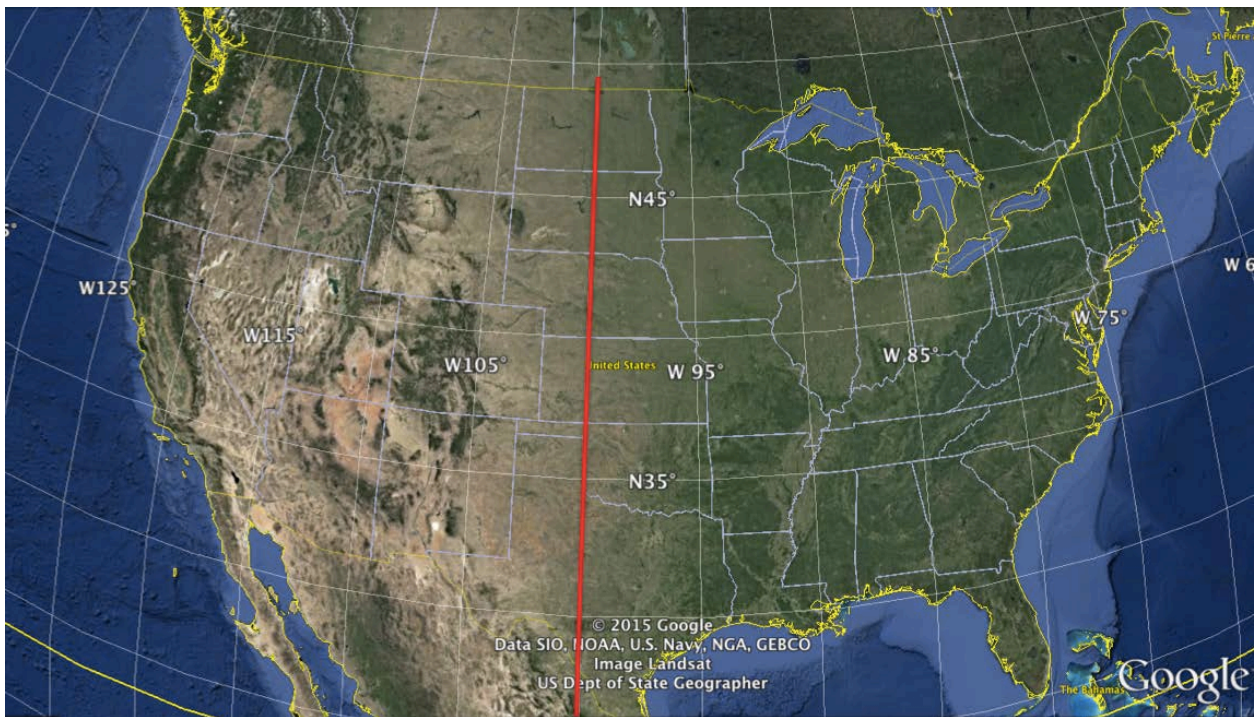 St Pierre
N45°
5°
W 6
W125°
W 75°
W115°
W 85°
W105°
United States
W 95°
N35°
© 2015 Google
Data SIO, NOAA, U.S. Navy, NGA, GEBCO
Image Landsat
US Dept of State Geographer
The Bahamas
Google